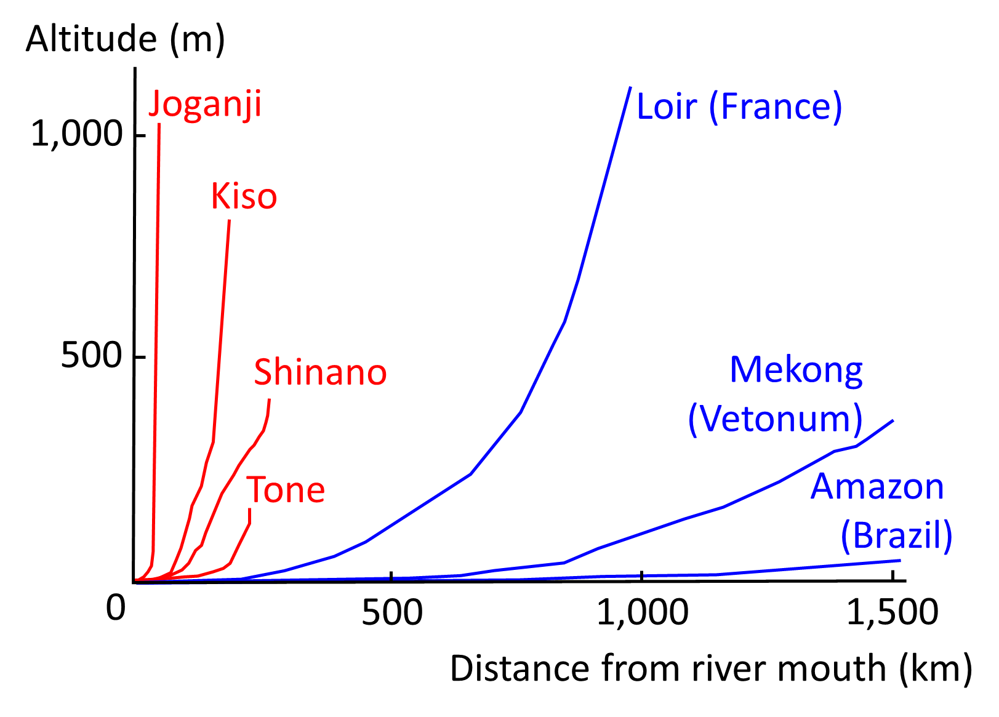 Altitude (m)
Joganji
Loir (France)
1,000
Kiso
500
Shinano
Mekong
(Vetonum)
Tone
Amazon
(Brazil)
0
500
1,000
1,500
Distance from river mouth (km)